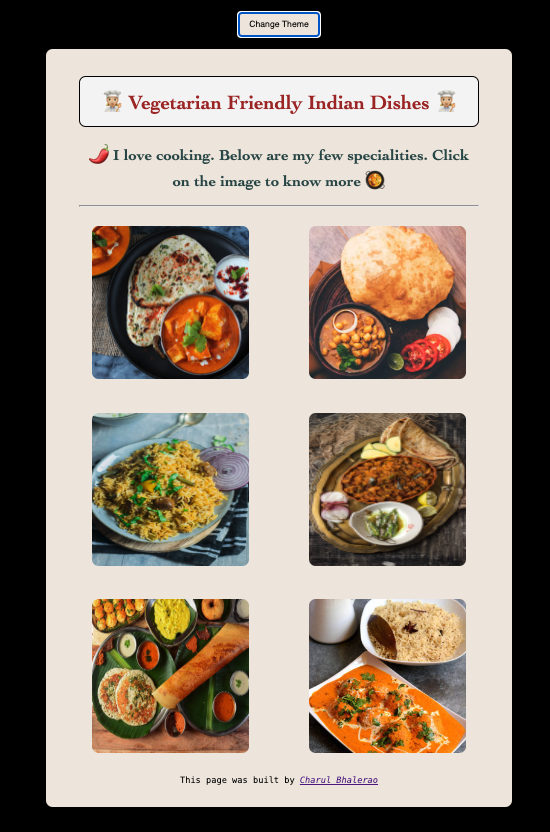 Change Theme
👨🏼‍🍳 Vegetarian Friendly Indian Dishes 👨🏼‍🍳
🌶️ I love cooking. Below are my few specialities. Click
on the image to know more 🥘
This page was built by Charul Bhalerao